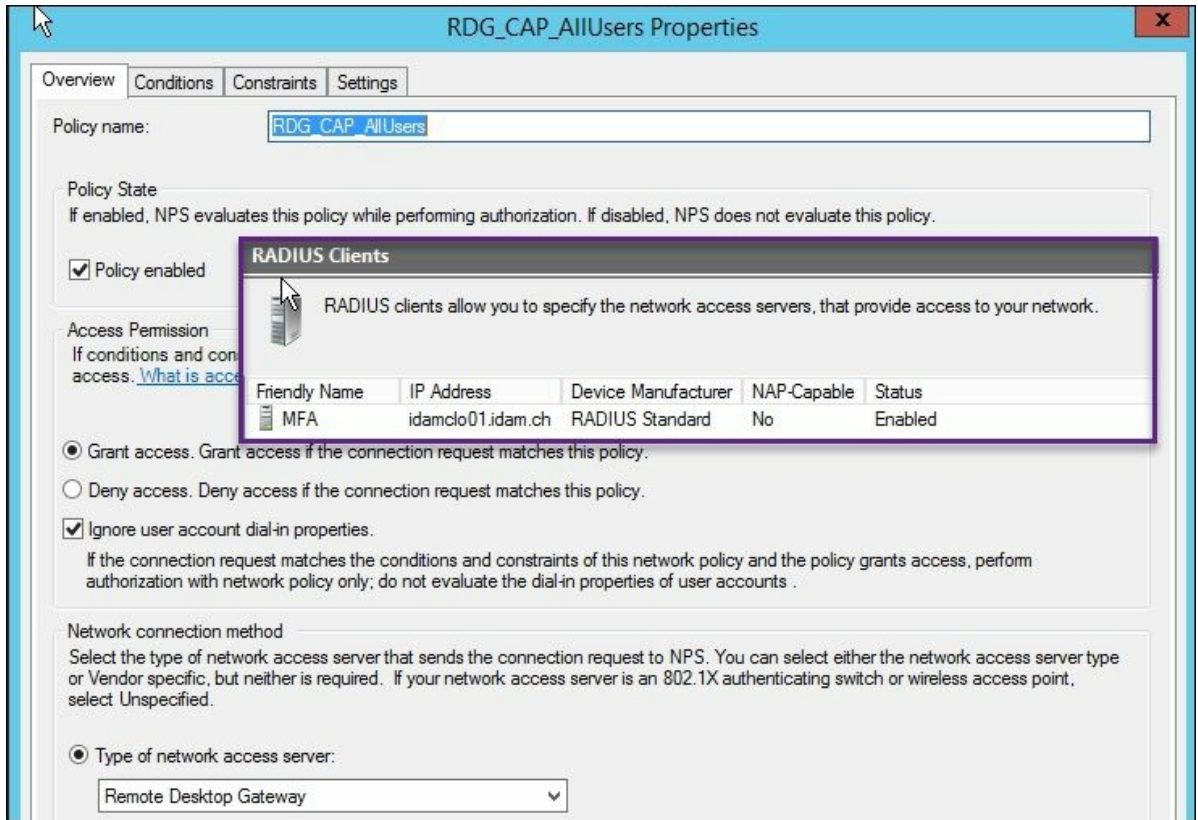 RDG_CAP_AllUsers Properties
x
Overview
Conditions
Constraints
Settings
Policy name:
RDG_CAP_AllUsers
Policy State
If enabled, NPS evaluates this policy while performing authorization. If disabled, NPS does not evaluate this policy.
Policy enabled
RADIUS Clients
RADIUS clients allow you to specify the network access servers, that provide access to your network.
Friendly Name IP Address Device Manufacturer NAP-Capable Status
MFA idamclo01.idam.ch RADIUS Standard No Enabled
Access Permission
If conditions and con
access. What is acce
Grant access. Grant access if the connection request matches this policy.
Deny access. Deny access if the connection request matches this policy.
Ignore user account dial-in properties.
If the connection request matches the conditions and constraints of this network policy and the policy grants access, perform
authorization with network policy only; do not evaluate the dial-in properties of user accounts .
Network connection method
Select the type of network access server that sends the connection request to NPS. You can select either the network access server type
or Vendor specific, but neither is required. If your network access server is an 802.1X authenticating switch or wireless access point,
select Unspecified.
Type of network access server:
Remote Desktop Gateway